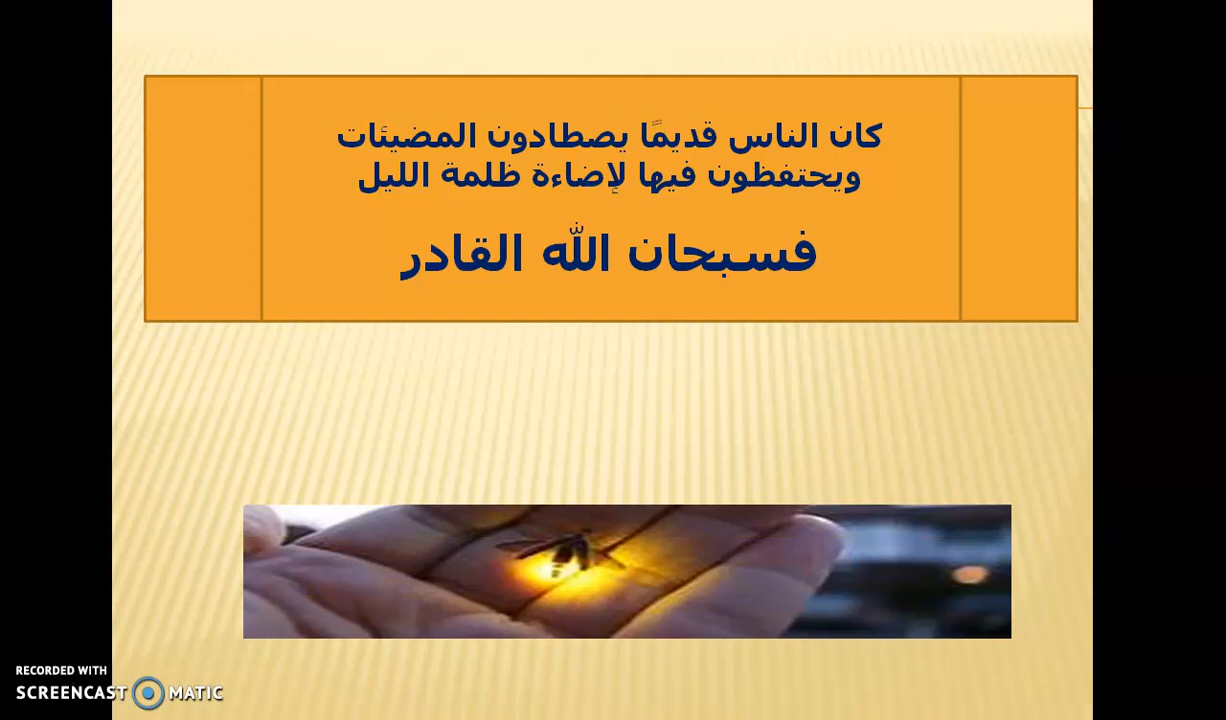 كان الناس قديمًا يصطادون المضيئات
ويحتفظون فيها لإضاءة ظلمة الليل
فسبحان الله القادر
RECORDED WITH
SCREENCAST MATIC